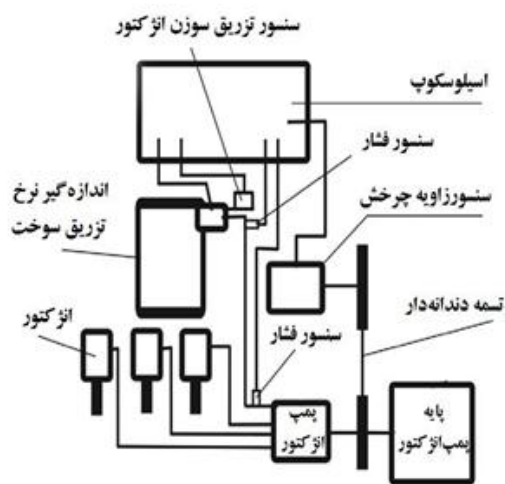 سنسور تزریق سوزن انژکتور
اسیلوسکوپ
سنسور فشار
اندازه‌گیر نرخ
تزریق سوخت
سنسورزاویه چرخش
تسمه دندانه‌دار
انژکتور
سنسور فشار
پمپ
انژکتور
پایه
پمپ‌انژکتور